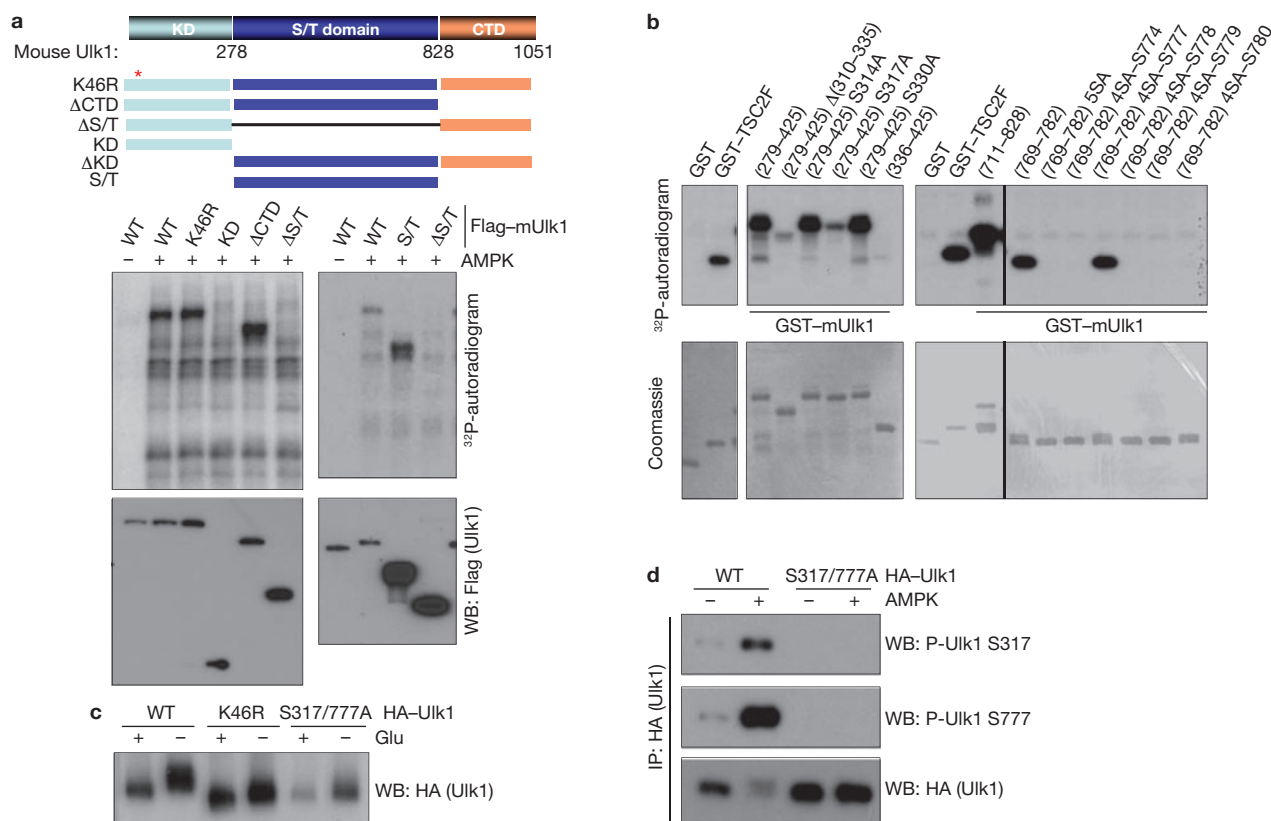 a
KD S/T domain CTD
Mouse Ulk1: 278 828 1051
*
K46R
ΔCTD
ΔS/T
KD
ΔKD
S/T
WT WT K46R KD ΔCTD ΔS/T
WT WT S/T ΔS/T
Flag–mUlk1
– + + + + + – + + + AMPK
32P-autoradiogram
WB: Flag (Ulk1)
b
GST
GST–TSC2F
(279–425)
(279–425) Δ(310–335)
(279–425) S314A
(279–425) S317A
(279–425) S330A
(336–425)
GST
GST–TSC2F
(711–828)
(769–782)
(769–782) 5SA
(769–782) 4SA–S774
(769–782) 4SA–S777
(769–782) 4SA–S778
(769–782) 4SA–S779
(769–782) 4SA–S780
32P-autoradiogram
GST–mUlk1 GST–mUlk1
Coomassie
c
WT K46R S317/777A HA–Ulk1
+ – + – + – Glu
WB: HA (Ulk1)
d
WT S317/777A HA–Ulk1
– + – + AMPK
IP: HA (Ulk1)
WB: P-Ulk1 S317
WB: P-Ulk1 S777
WB: HA (Ulk1)